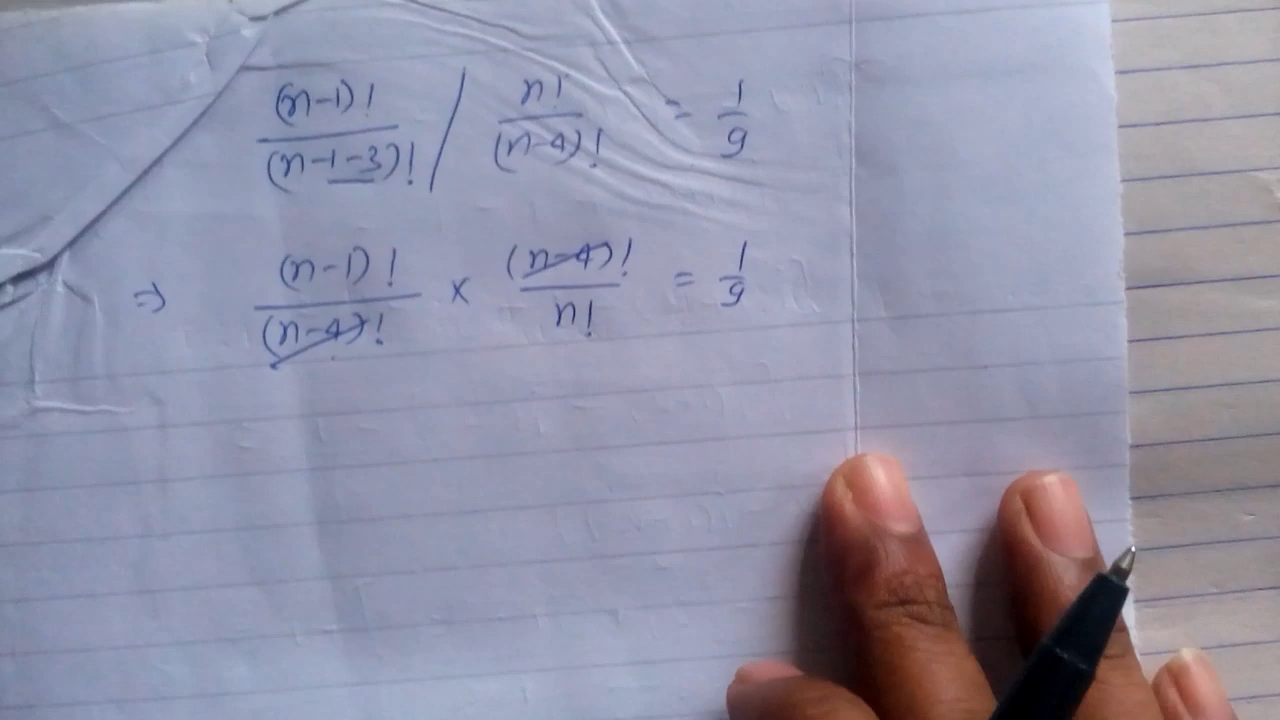 (n-1)! / n! = 1
(n-1-3)! (n-4)! 9
⇒ (n-1)! × (n-4)! = 1
(n-4)! n! 9